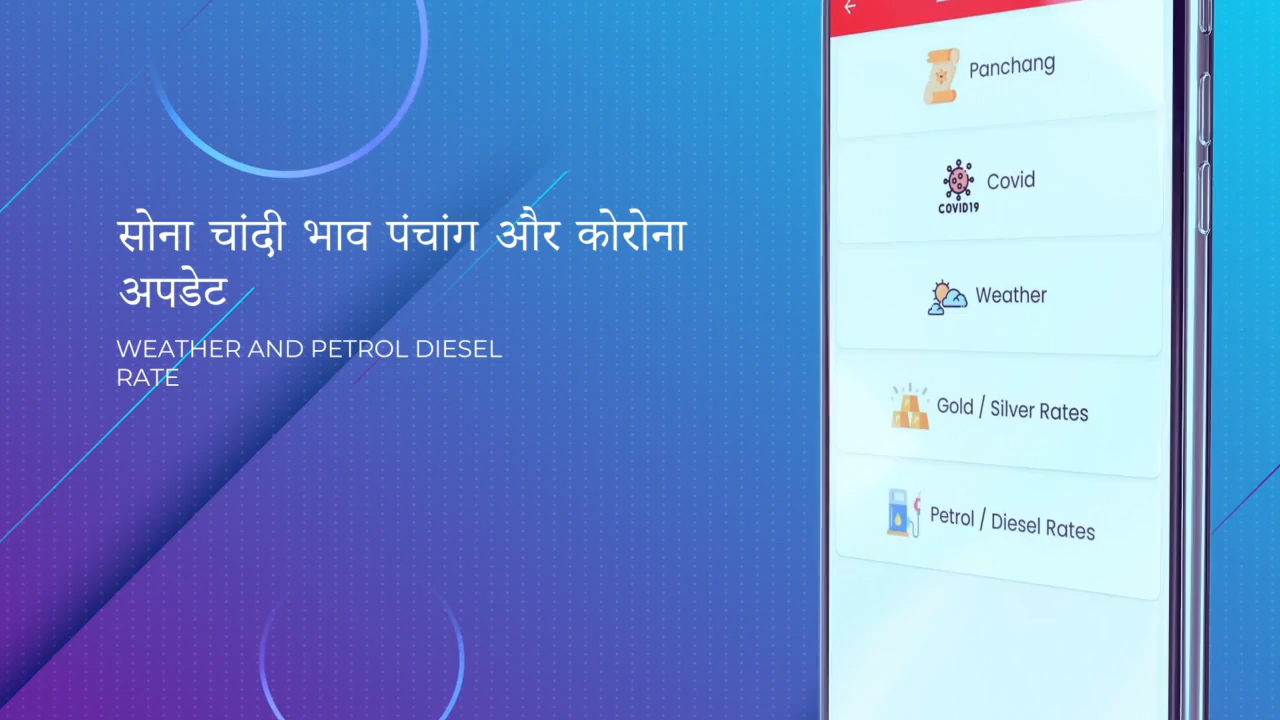 सोना चांदी भाव पंचांग और कोरोना
अपडेट
WEATHER AND PETROL DIESEL
RATE
Panchang
COVID19
Covid
Weather
Gold / Silver Rates
Petrol / Diesel Rates